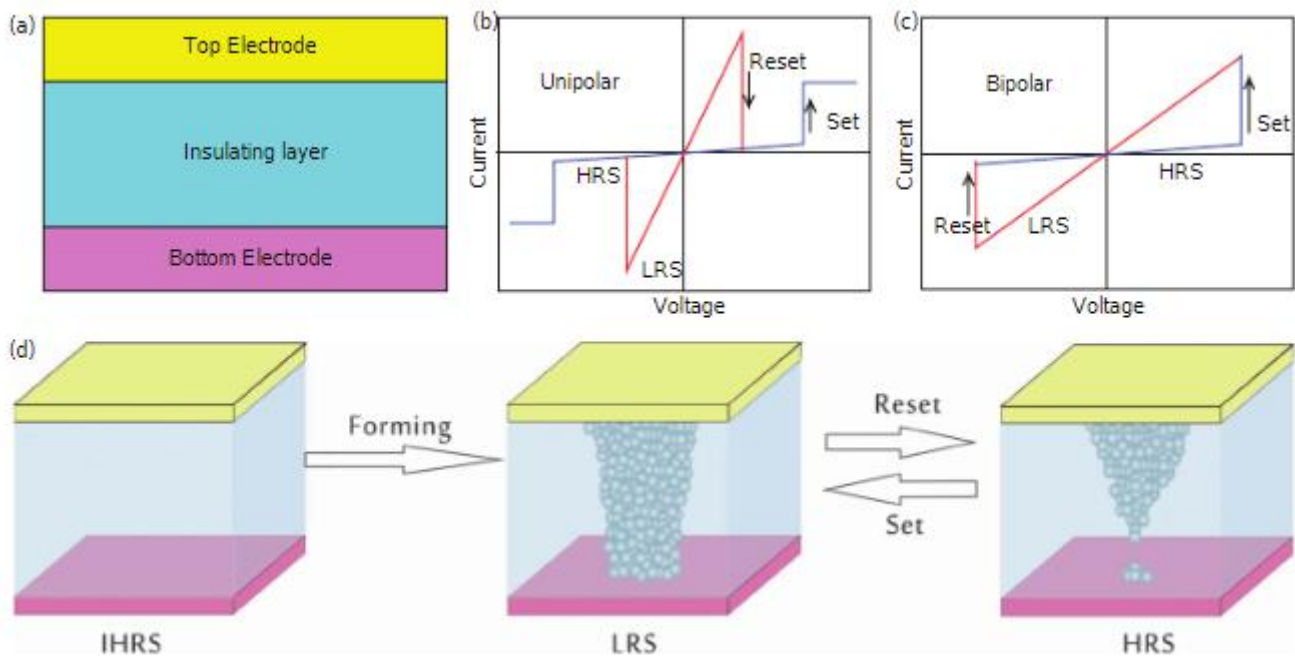 (a)
Top Electrode
Insulating layer
Bottom Electrode
(b)
Unipolar
Reset
Set
HRS
LRS
Current
Voltage
(c)
Bipolar
Set
HRS
Reset
LRS
Current
Voltage
(d)
Forming
Reset
Set
IHRS
LRS
HRS